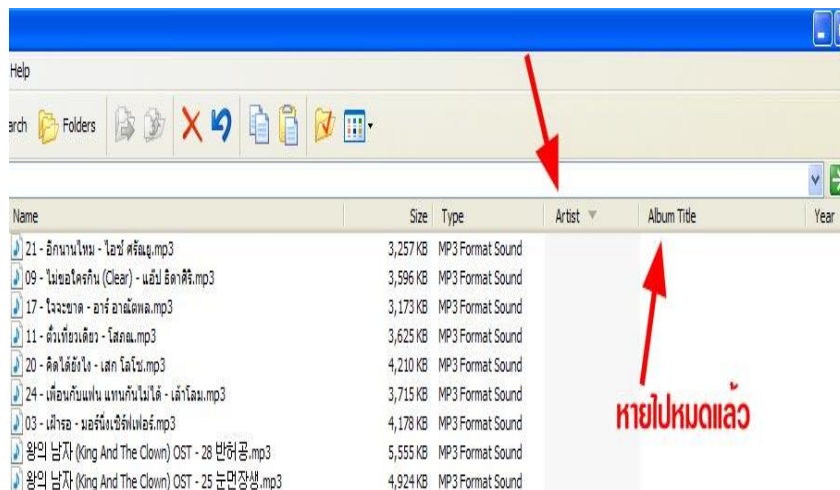 Help
arch Folders
Name Size Type Artist Album Title Year
21 - อีกนานไหม - ไอซ์ ศรัณยู.mp3 3,257 KB MP3 Format Sound
09 - ไม่ขอใครกิน (Clear) - แอ๊ป ธิดาศิริ.mp3 3,596 KB MP3 Format Sound
17 - ใจจะขาด - อาร์ อาณัตพล.mp3 3,173 KB MP3 Format Sound
11 - ตั๋วเที่ยวเดียว - โสภณ.mp3 3,625 KB MP3 Format Sound
20 - คิดได้ยังไง - เสก โลโซ.mp3 4,210 KB MP3 Format Sound
24 - เพื่อนกับแฟน แทนกันไม่ได้ - เล้าโลม.mp3 3,715 KB MP3 Format Sound
03 - เฝ้ารอ - มอร์นิ่งเซิร์ฟเฟอร์.mp3 4,178 KB MP3 Format Sound
왕의 남자 (King And The Clown) OST - 28 반허공.mp3 5,555 KB MP3 Format Sound
왕의 남자 (King And The Clown) OST - 25 눈먼장생.mp3 4,924 KB MP3 Format Sound
หายไปหมดแล้ว